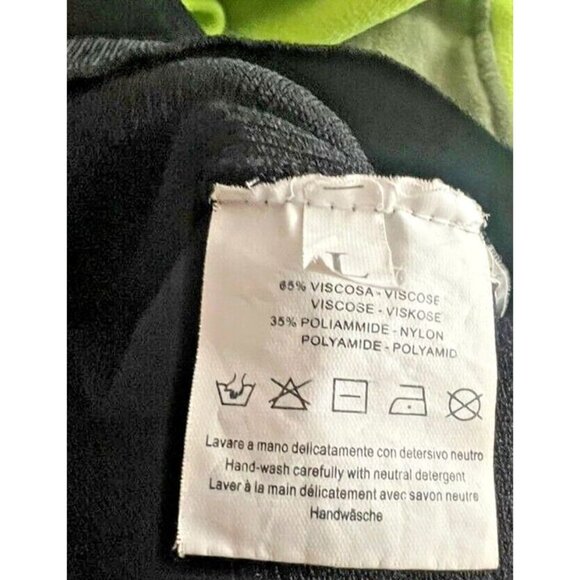 L
65% VISCOSA - VISCOSE
VISCOSE - VISKOSE
35% POLIAMMIDE - NYLON
POLYAMIDE - POLYAMID
Lavare a mano delicatamente con detersivo neutro
Hand-wash carefully with neutral detergent
Laver à la main délicatement avec savon neutre
Handwäsche